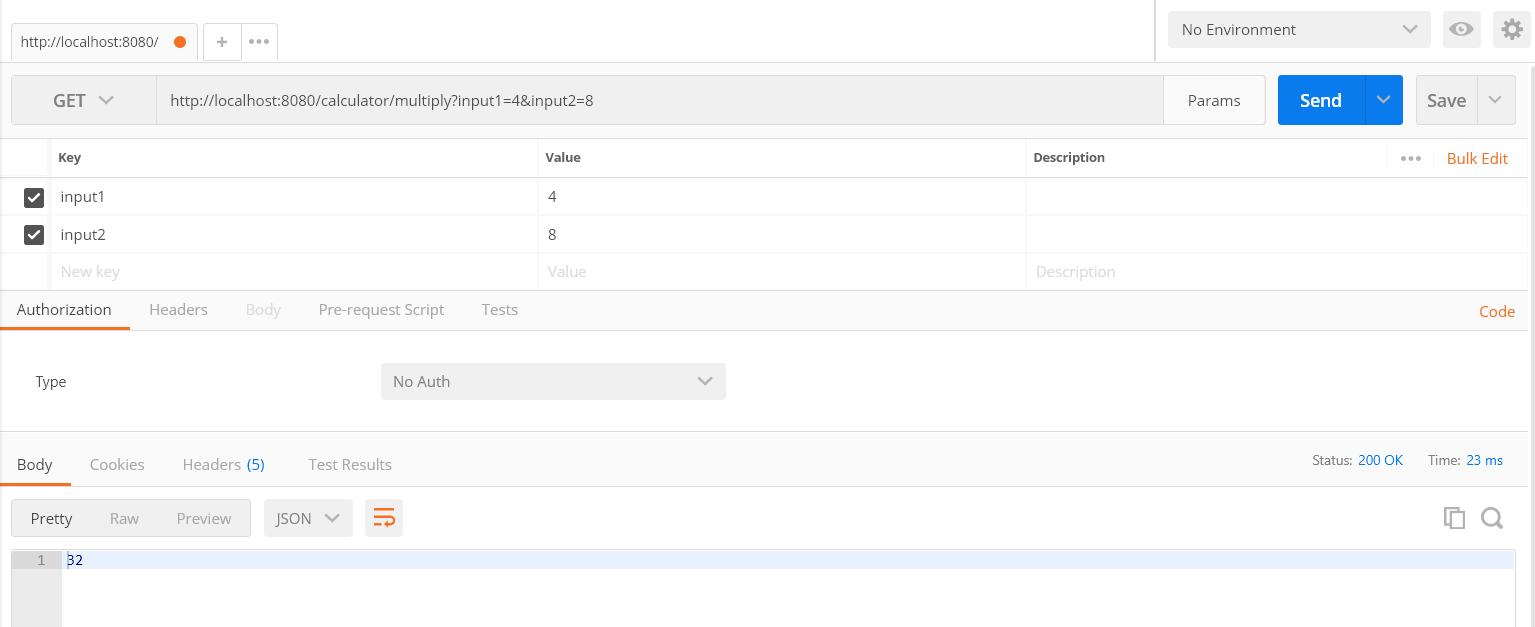 http://localhost:8080/ + ••• No Environment
GET http://localhost:8080/calculator/multiply?input1=4&input2=8 Params Send Save
Key Value Description ••• Bulk Edit
input1 4
input2 8
New key Value Description
Authorization Headers Body Pre-request Script Tests Code
Type No Auth
Body Cookies Headers (5) Test Results Status: 200 OK Time: 23 ms
Pretty Raw Preview JSON
1 32